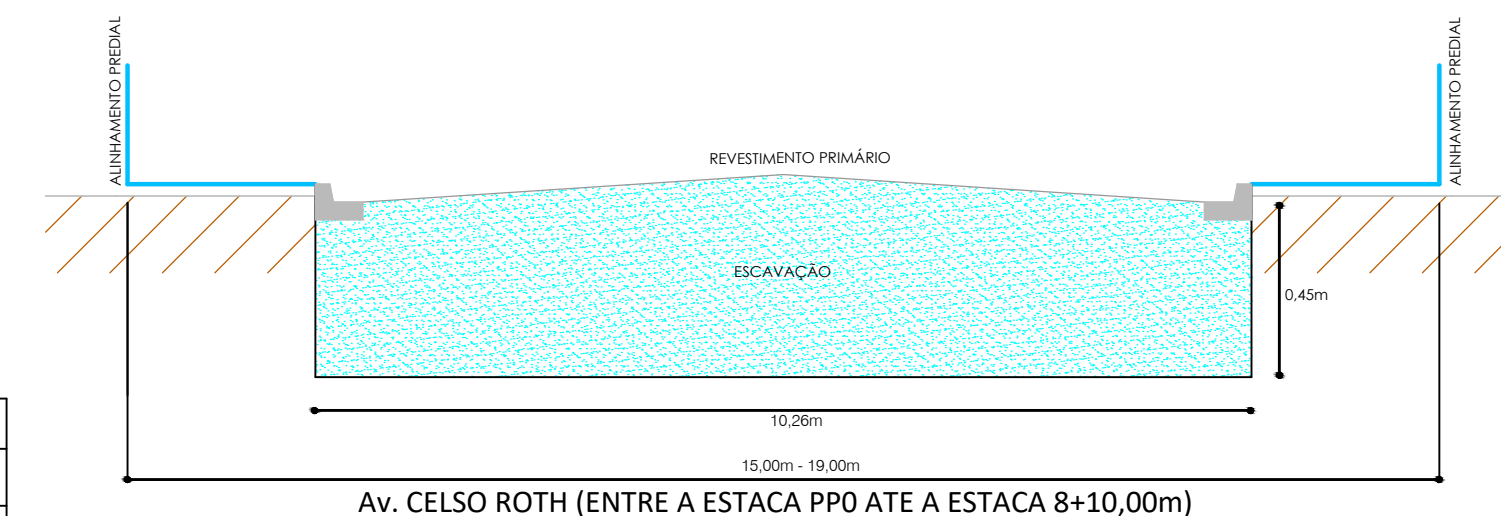 ALINHAMENTO PREDIAL
ALINHAMENTO PREDIAL
REVESTIMENTO PRIMÁRIO
ESCAVAÇÃO
0,45m
10,26m
15,00m - 19,00m
Av. CELSO ROTH (ENTRE A ESTACA PP0 ATE A ESTACA 8+10,00m)